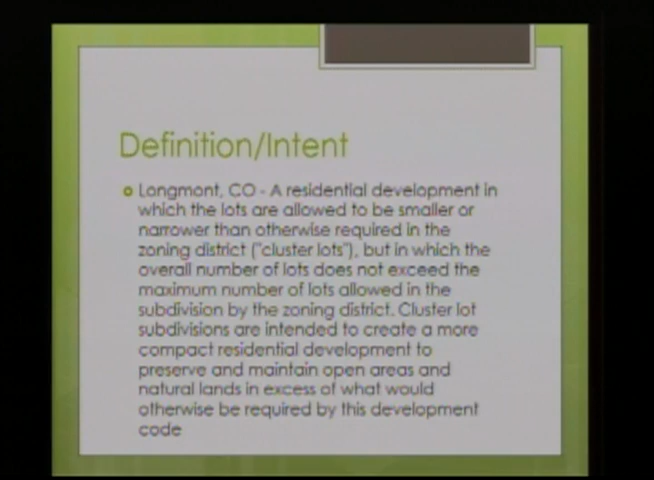 Definition/Intent
Longmont, CO - A residential development in
which the lots are allowed to be smaller or
narrower than otherwise required in the
zoning district ("cluster lots"), but in which the
overall number of lots does not exceed the
maximum number of lots allowed in the
subdivision by the zoning district. Cluster lot
subdivisions are intended to create a more
compact residential development to
preserve and maintain open areas and
natural lands in excess of what would
otherwise be required by this development
code